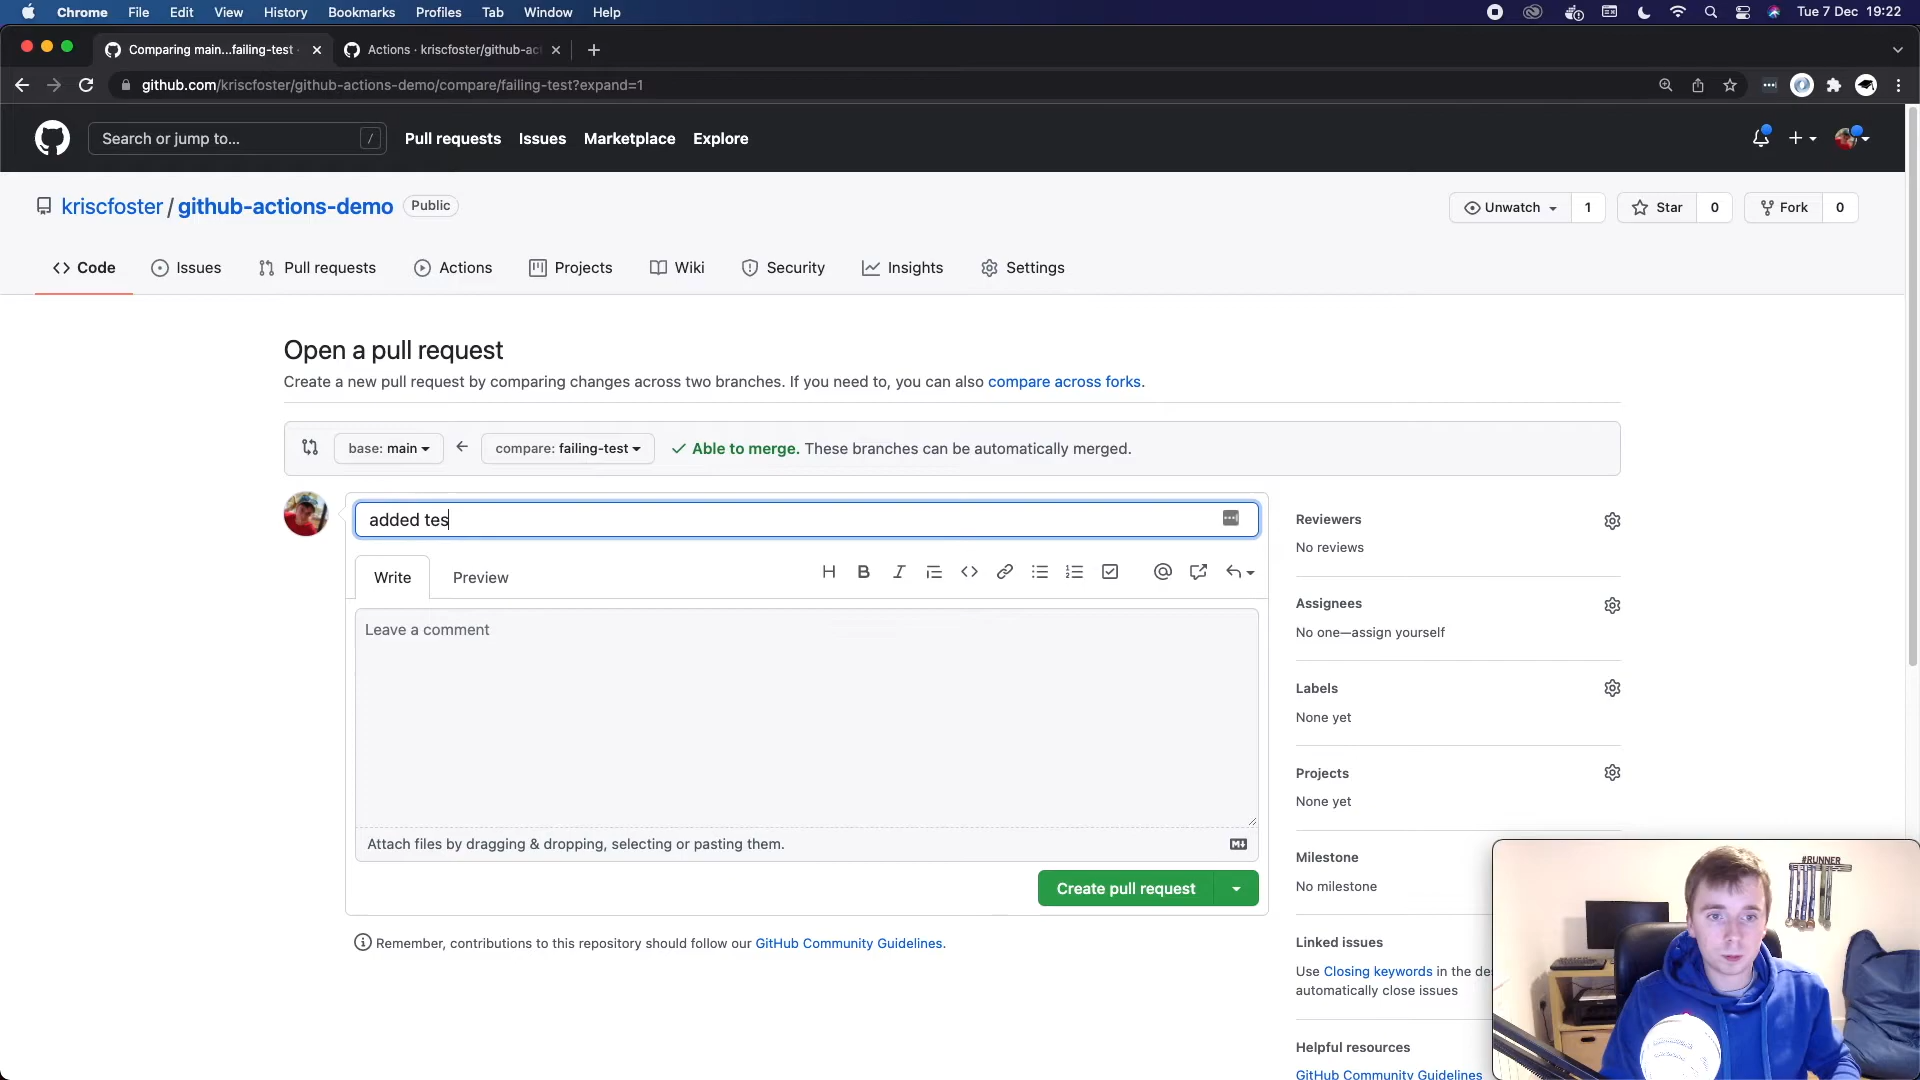 Chrome File Edit View History Bookmarks Profiles Tab Window Help Tue 7 Dec 19:22
Comparing main...failing-test · Actions · kriscfoster/github-ac
github.com/kriscfoster/github-actions-demo/compare/failing-test?expand=1
Search or jump to... / Pull requests Issues Marketplace Explore
kriscfoster / github-actions-demo Public Unwatch 1 Star 0 Fork 0
Code Issues Pull requests Actions Projects Wiki Security Insights Settings
Open a pull request
Create a new pull request by comparing changes across two branches. If you need to, you can also compare across forks.
base: main compare: failing-test Able to merge. These branches can be automatically merged.
added tes
Write Preview
Leave a comment
Attach files by dragging & dropping, selecting or pasting them.
Create pull request
Remember, contributions to this repository should follow our GitHub Community Guidelines.
Reviewers
No reviews
Assignees
No one—assign yourself
Labels
None yet
Projects
None yet
Milestone
No milestone
Linked issues
Use Closing keywords in the des
automatically close issues
Helpful resources
GitHub Community Guidelines
#RUNNER